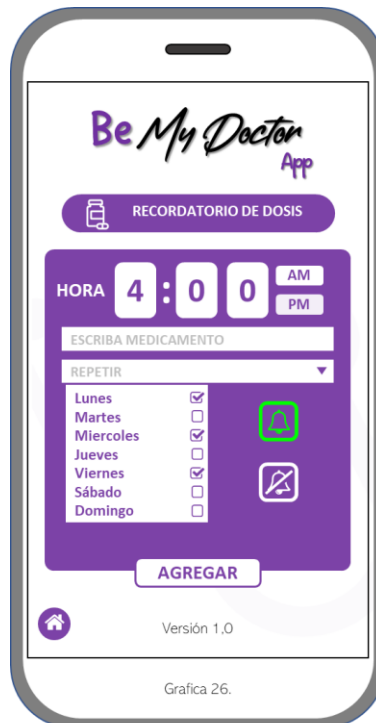 Be My Doctor
App
RECORDATORIO DE DOSIS
HORA 4 : 0 0
AM
PM
ESCRIBA MEDICAMENTO
REPETIR
Lunes
Martes
Miercoles
Jueves
Viernes
Sábado
Domingo
AGREGAR
Versión 1.0
Grafica 26.